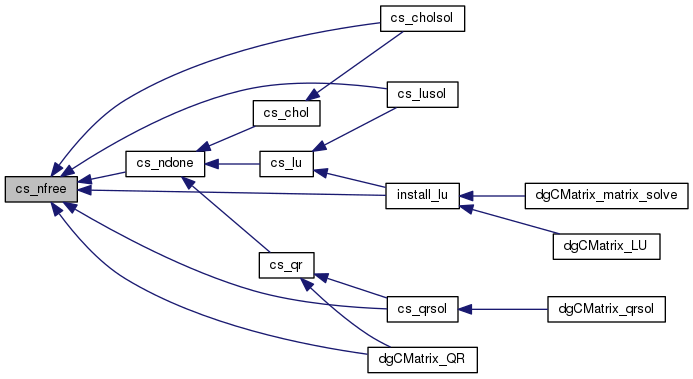 cs_cholsol
cs_lusol
cs_chol
cs_ndone
cs_lu
cs_nfree
install_lu
dgCMatrix_matrix_solve
dgCMatrix_LU
cs_qr
cs_qrsol
dgCMatrix_qrsol
dgCMatrix_QR